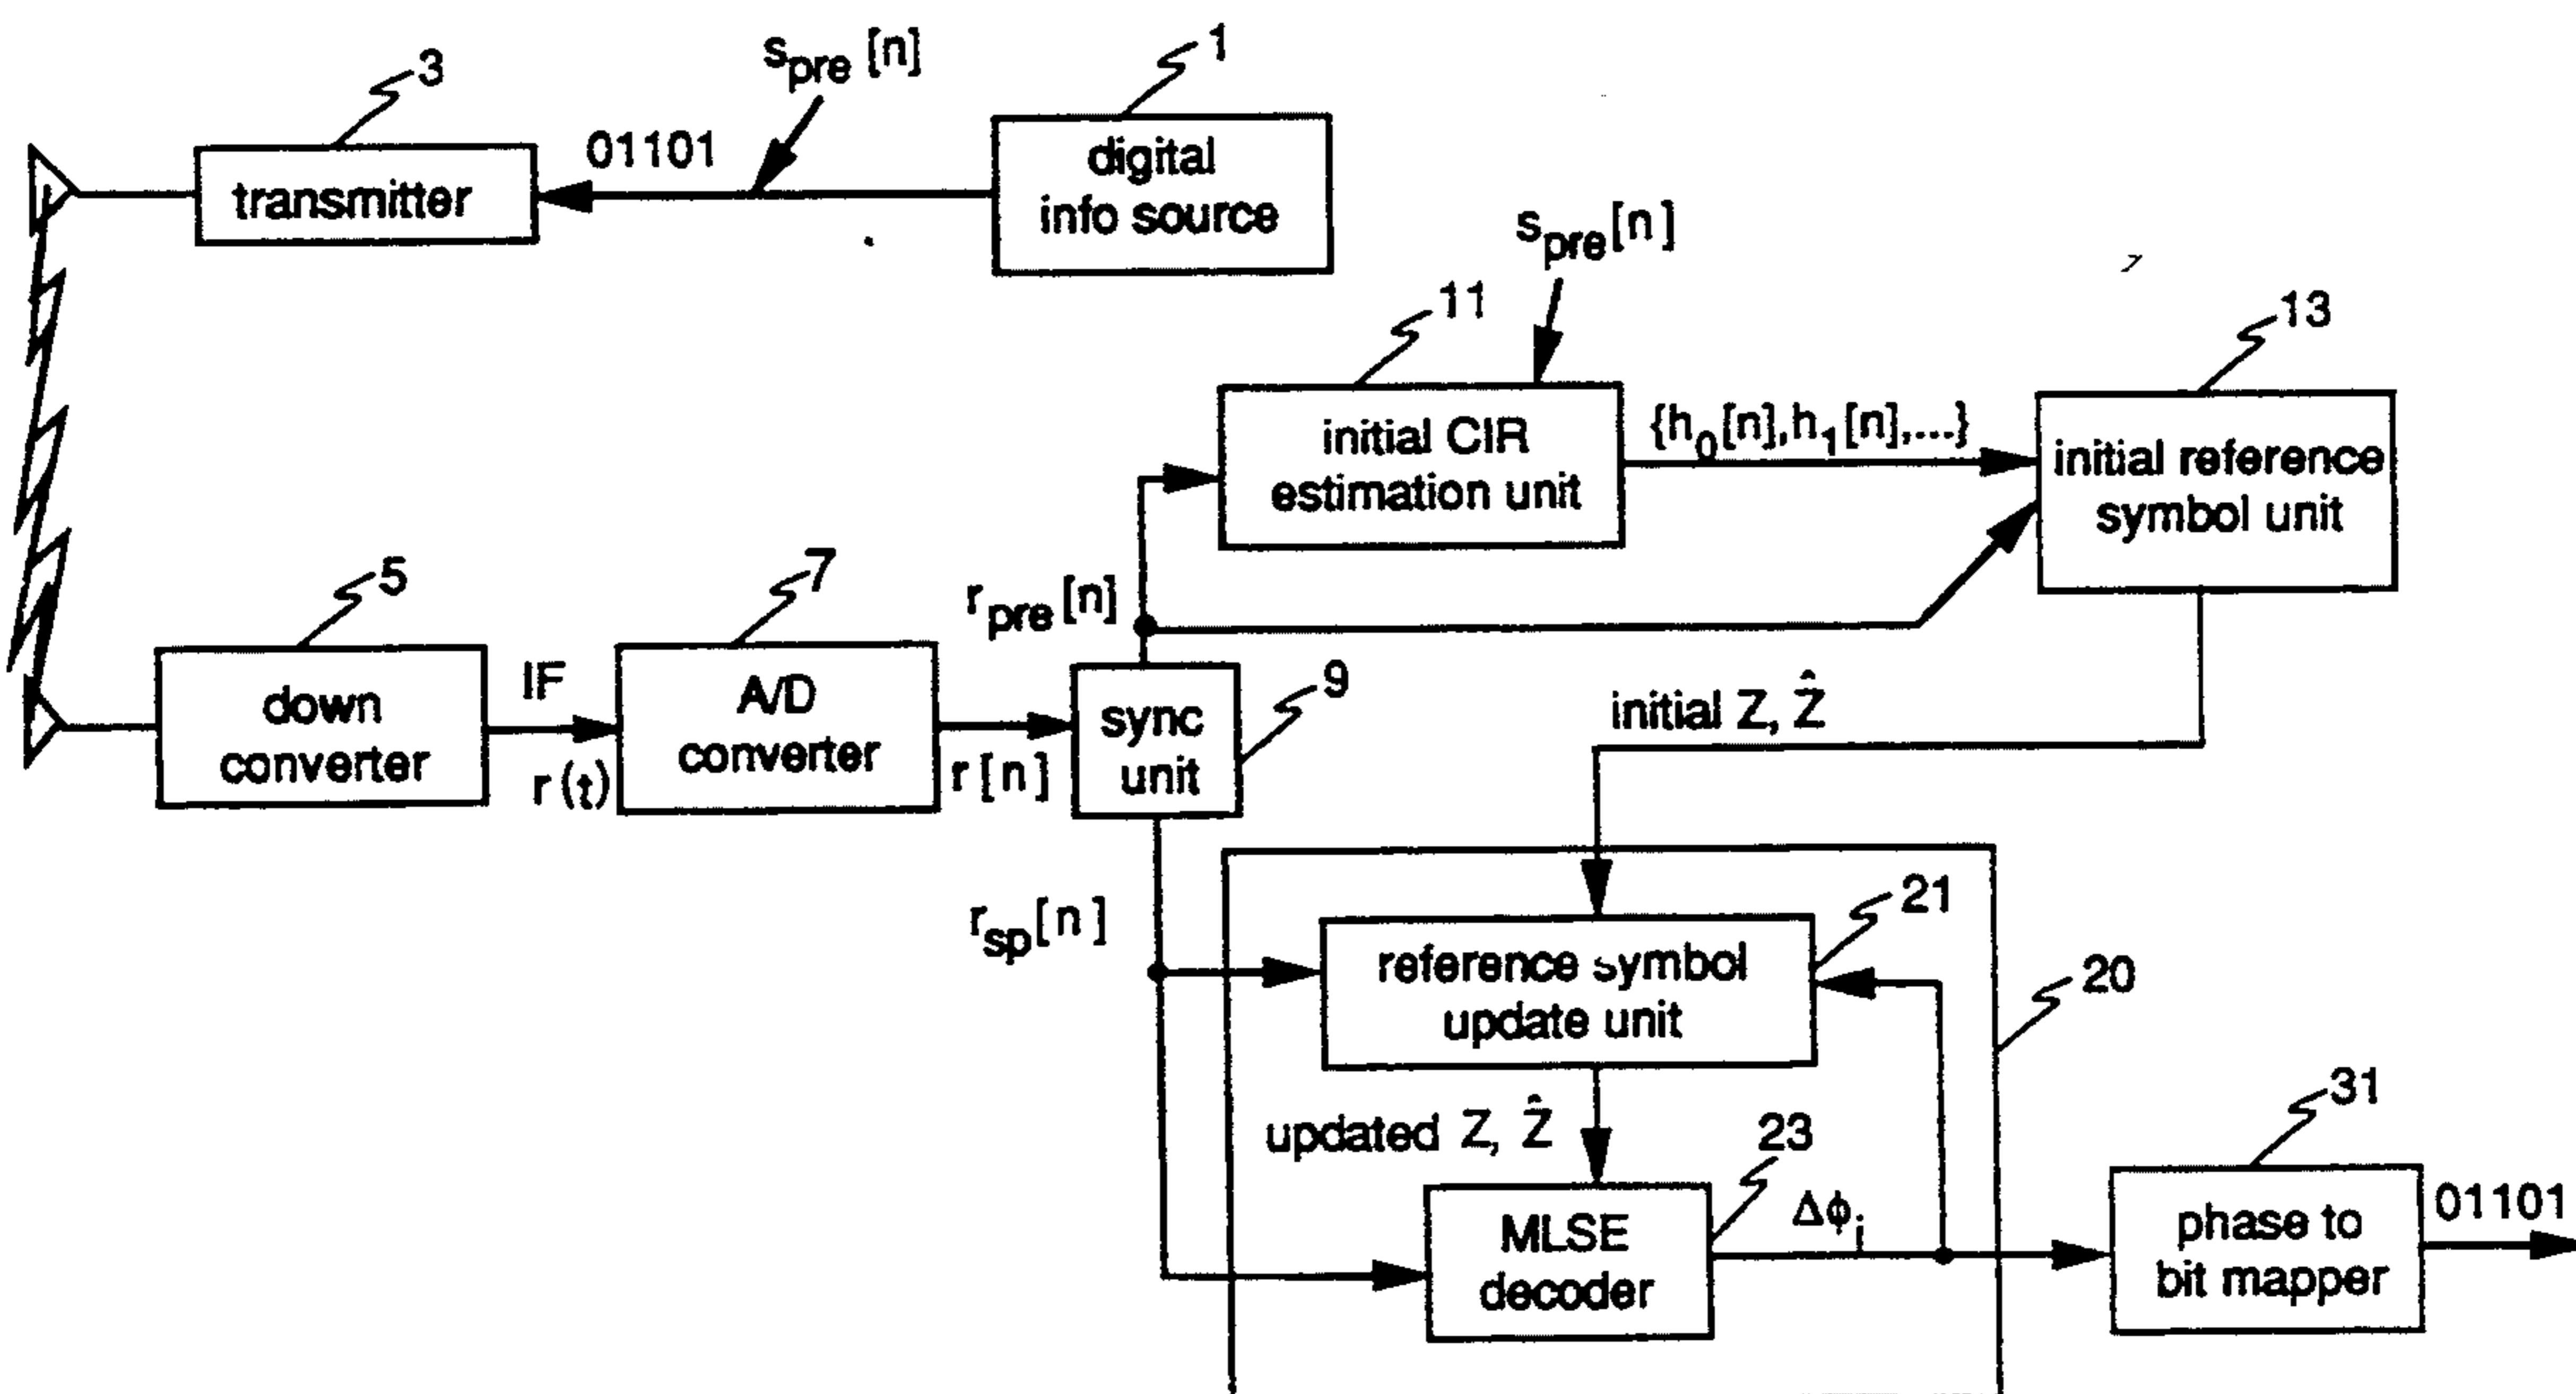 s_pre [n]
1
3
01101
digital
info source
transmitter
s_pre[n]
11
13
initial CIR
estimation unit
{h_0[n],h_1[n],...}
initial reference
symbol unit
5
7
r_pre[n]
9
IF
down
converter
A/D
converter
sync
unit
r(t)
r[n]
initial Z, Ẑ
r_sp[n]
21
20
reference symbol
update unit
updated Z, Ẑ
23
31
MLSE
decoder
Δϕ_i
phase to
bit mapper
01101